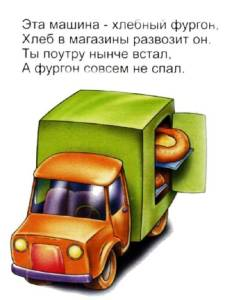 Эта машина - хлебный фургон,
Хлеб в магазины развозит он.
Ты поутру нынче встал,
А фургон совсем не спал.